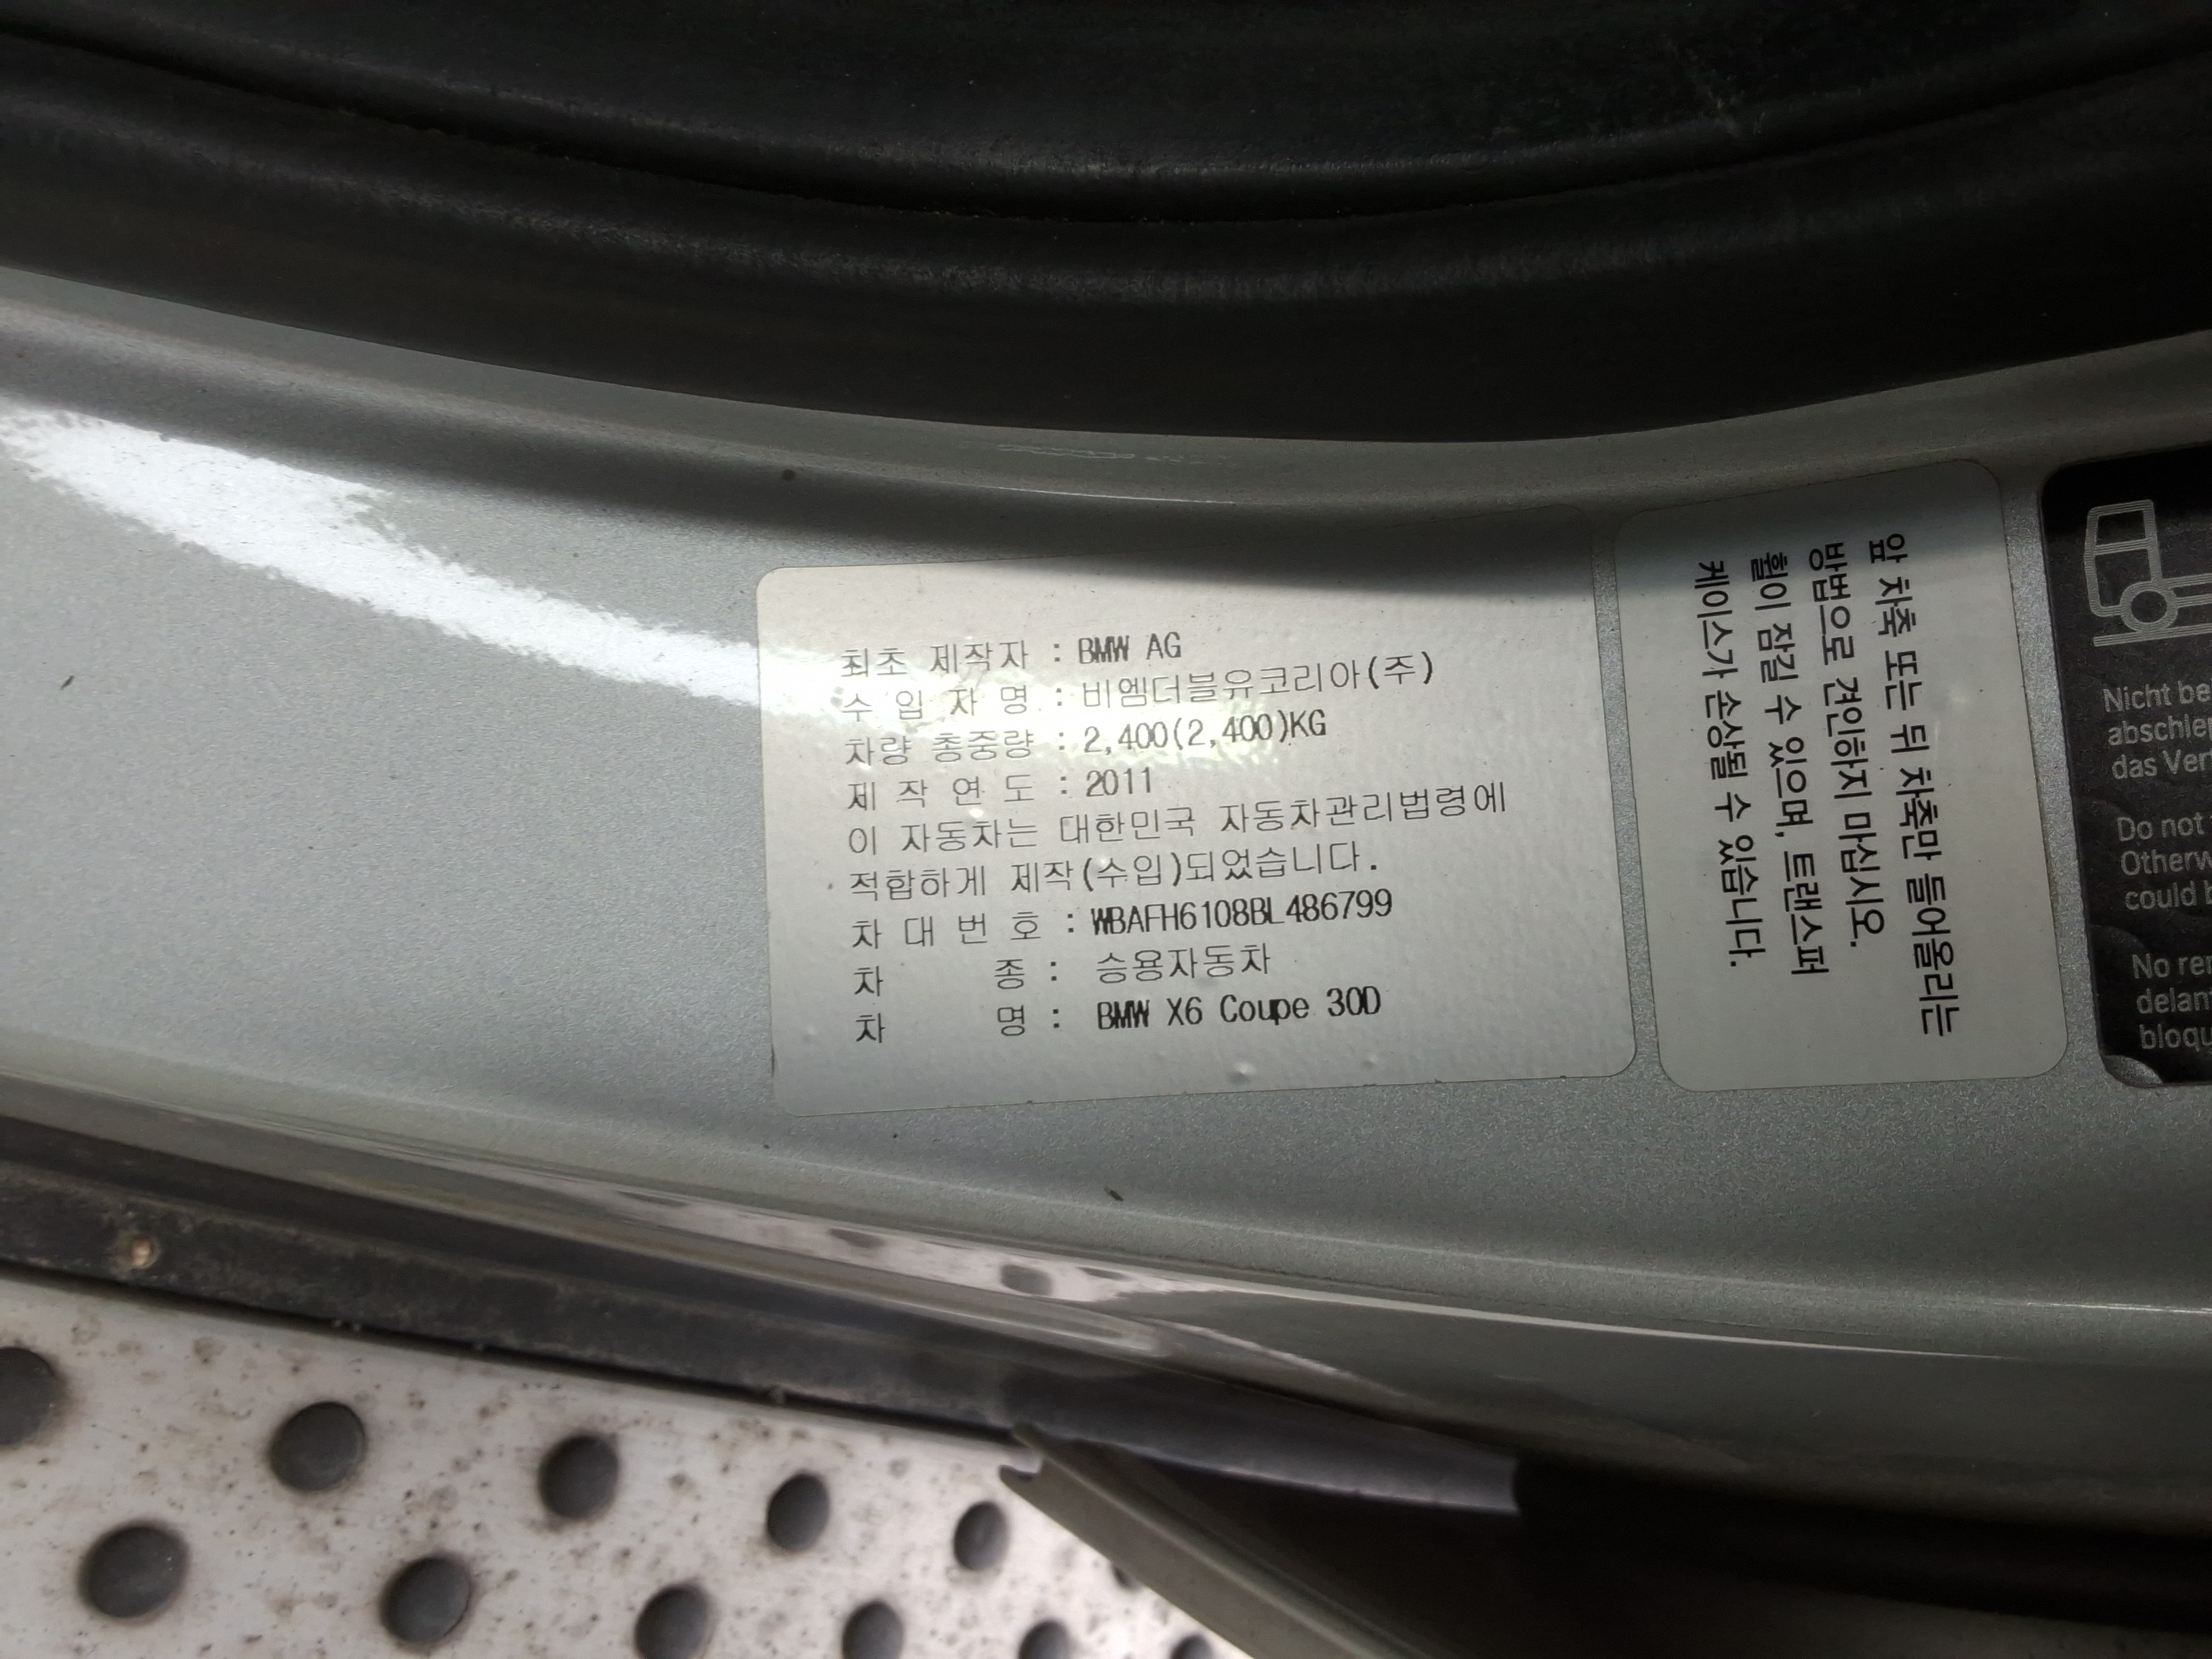 최초 제작자 : BMW AG
수 입 자 명 : 비엠더블유코리아(주)
차량 총중량 : 2,400(2,400)KG
제 작 연 도 : 2011
이 자동차는 대한민국 자동차관리법령에
적합하게 제작(수입)되었습니다.
차 대 번 호 : WBAFH6108BL486799
차 종 : 승용자동차
차 명 : BMW X6 Coupe 30D
앞 차축 또는 뒤 차축만 들어올리는
방법으로 견인하지 마십시오.
휠이 잠길 수 있으며, 트랜스퍼
케이스가 손상될 수 있습니다.
Nicht be
abschlep
das Ver
Do not
Otherw
could b
No re
delan
bloqu